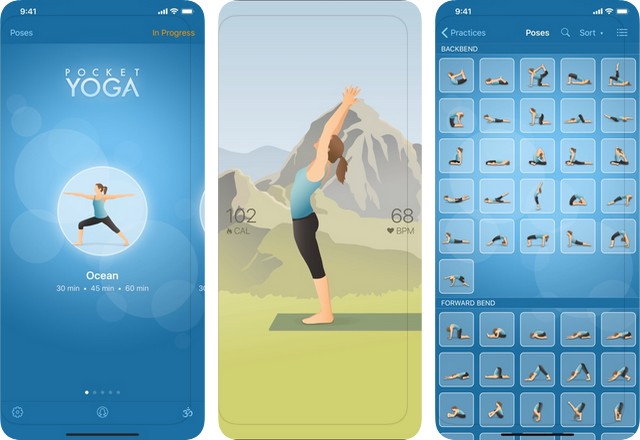 9:41
Poses In Progress
POCKET
YOGA
Ocean
30 min • 45 min • 60 min
102
CAL
68
BPM
9:41
Practices Poses Sort
BACKBEND
FORWARD BEND